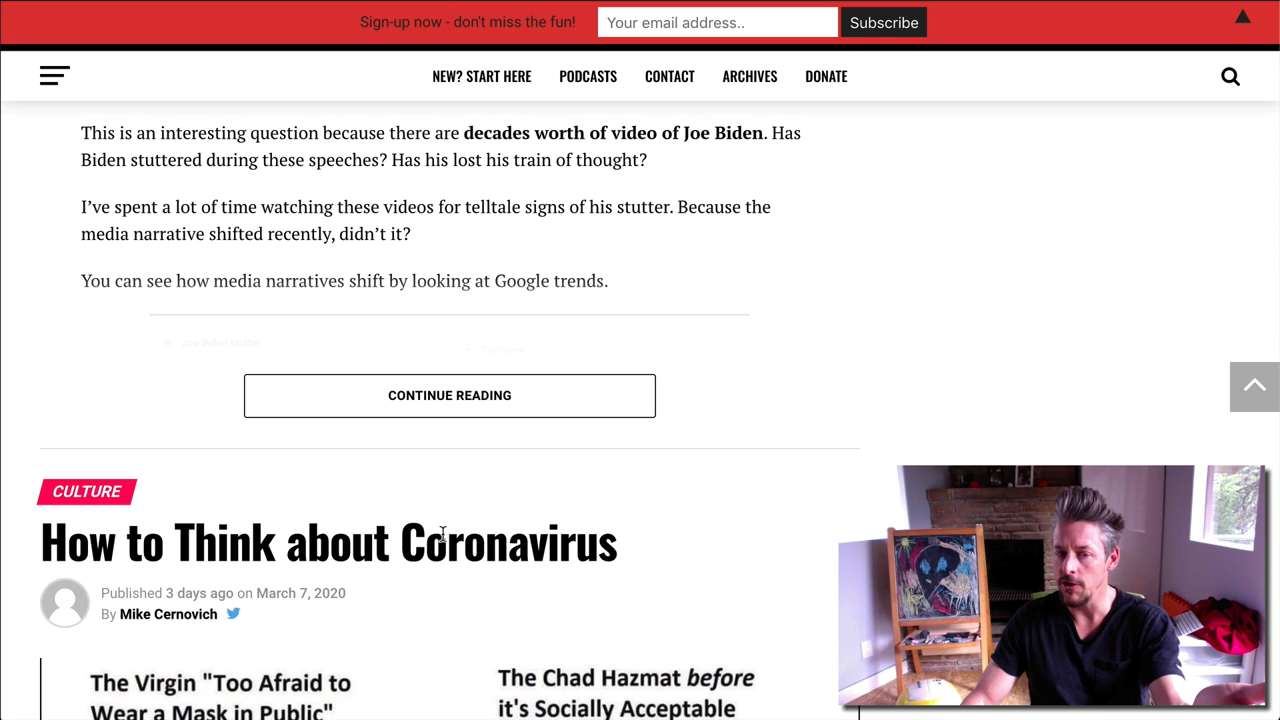 Sign-up now - don't miss the fun!
Your email address..
Subscribe
NEW? START HERE
PODCASTS
CONTACT
ARCHIVES
DONATE
This is an interesting question because there are decades worth of video of Joe Biden. Has
Biden stuttered during these speeches? Has his lost his train of thought?
I've spent a lot of time watching these videos for telltale signs of his stutter. Because the
media narrative shifted recently, didn't it?
You can see how media narratives shift by looking at Google trends.
Joe Biden stutter
CONTINUE READING
CULTURE
How to Think about Coronavirus
Published 3 days ago on March 7, 2020
By Mike Cernovich
The Virgin "Too Afraid to
Wear a Mask in Public"
The Chad Hazmat before
it's Socially Acceptable